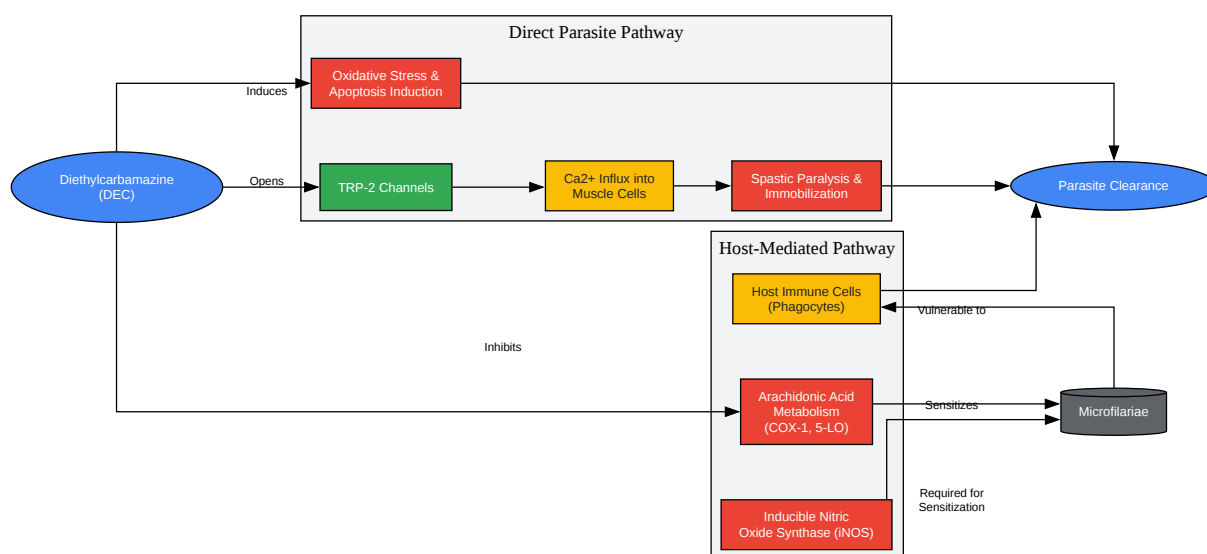 Direct Parasite Pathway
Oxidative Stress &
Apoptosis Induction
Induces
Diethylcarbamazine
(DEC)
Opens
TRP-2 Channels
Ca2+ Influx into
Muscle Cells
Spastic Paralysis &
Immobilization
Parasite Clearance
Host-Mediated Pathway
Host Immune Cells
(Phagocytes)
Vulnerable to
Inhibits
Arachidonic Acid
Metabolism
(COX-1, 5-LO)
Sensitizes
Microfilariae
Required for
Sensitization
Inducible Nitric
Oxide Synthase (iNOS)